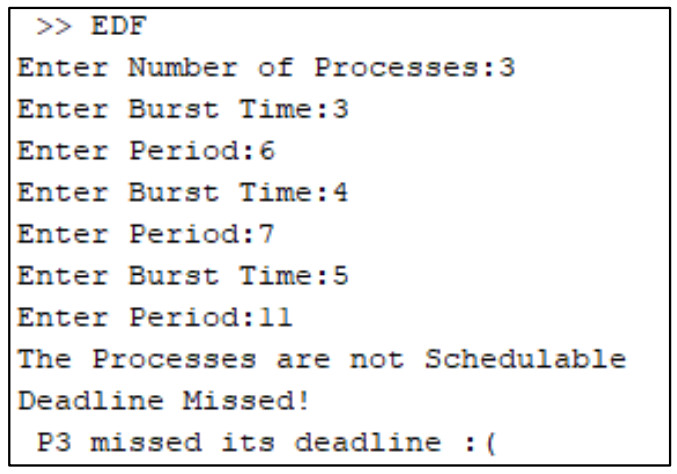 >> EDF
Enter Number of Processes:3
Enter Burst Time:3
Enter Period:6
Enter Burst Time:4
Enter Period:7
Enter Burst Time:5
Enter Period:11
The Processes are not Schedulable
Deadline Missed!
P3 missed its deadline :(